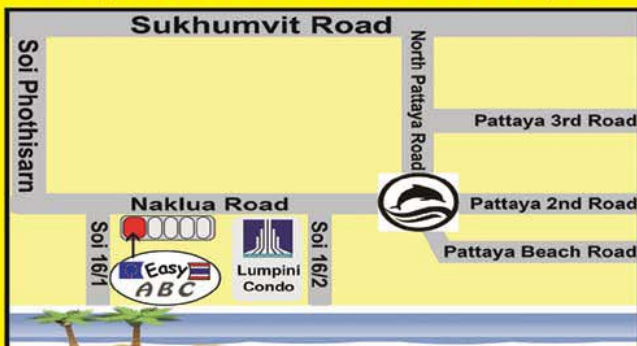 Sukhumvit Road
Soi Phothisarn
North Pattaya Road
Pattaya 3rd Road
Naklua Road
Pattaya 2nd Road
Soi 16/1
Easy
ABC
Lumpini
Condo
Soi 16/2
Pattaya Beach Road